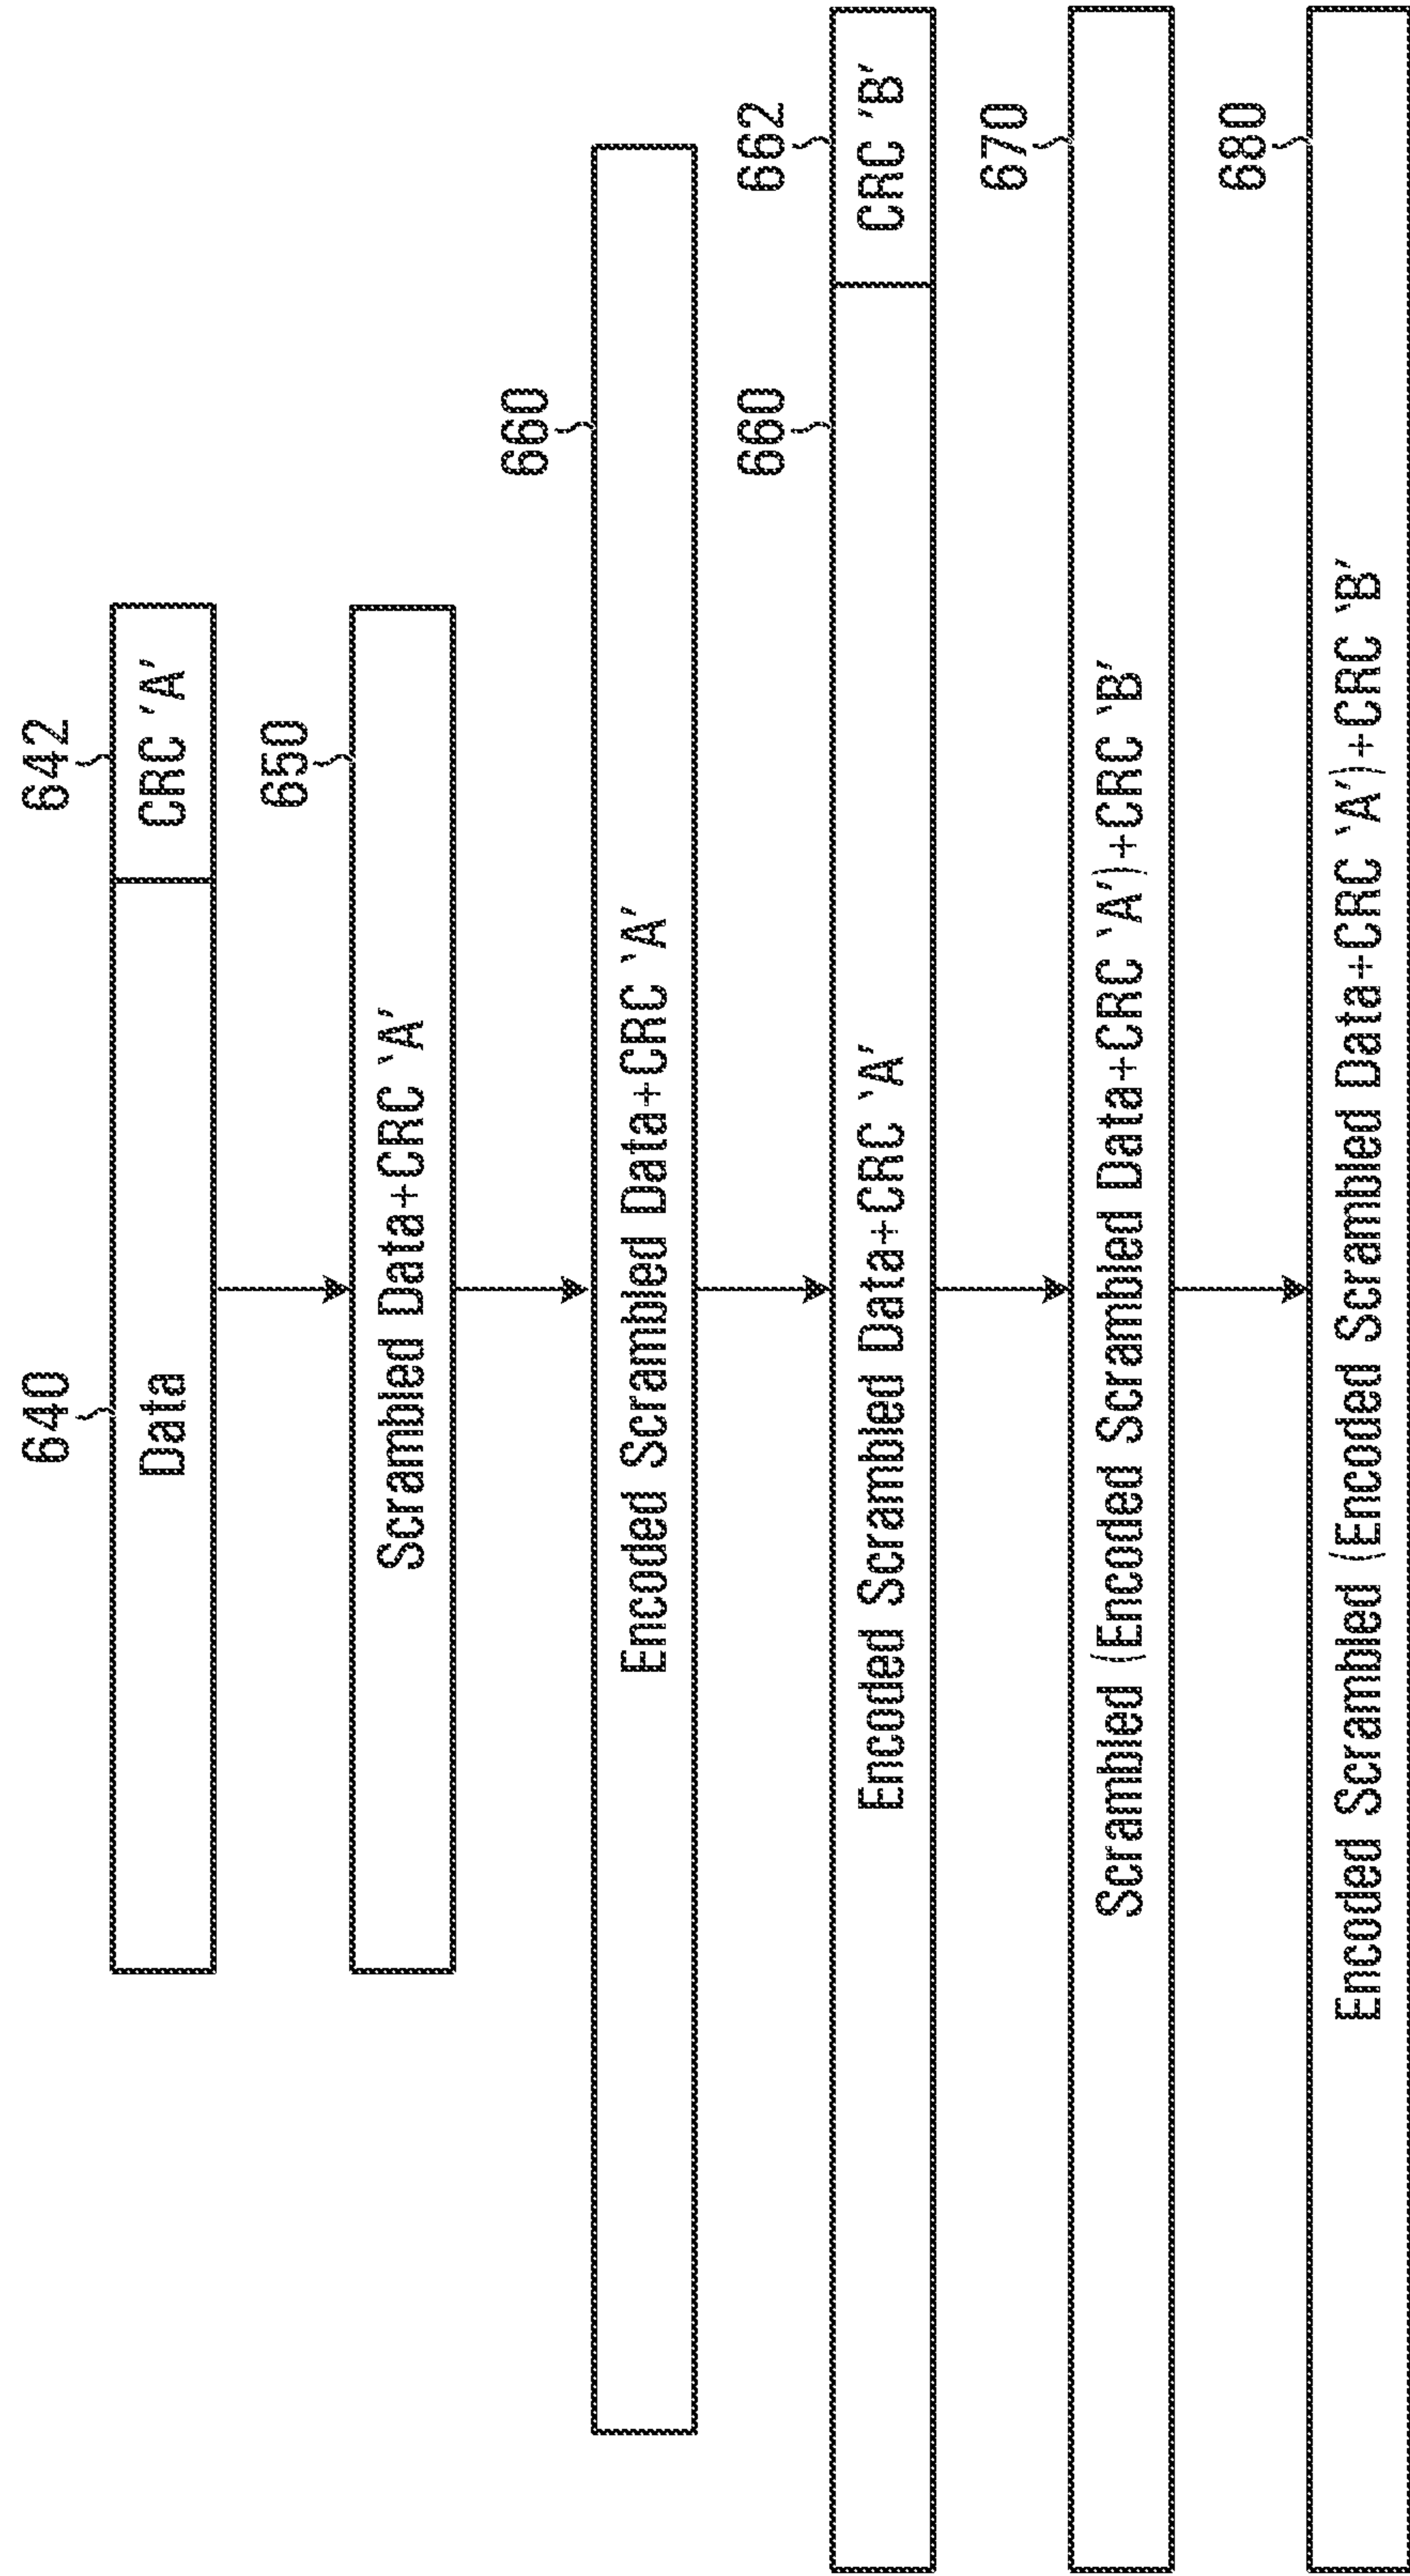 640
642
Data
CRC 'A'
650
Scrambled Data+CRC 'A'
660
Encoded Scrambled Data+CRC 'A'
660
662
Encoded Scrambled Data+CRC 'A'
CRC 'B'
670
Scrambled (Encoded Scrambled Data+CRC 'A')+CRC 'B'
680
Encoded Scrambled (Encoded Scrambled Data+CRC 'A')+CRC 'B'